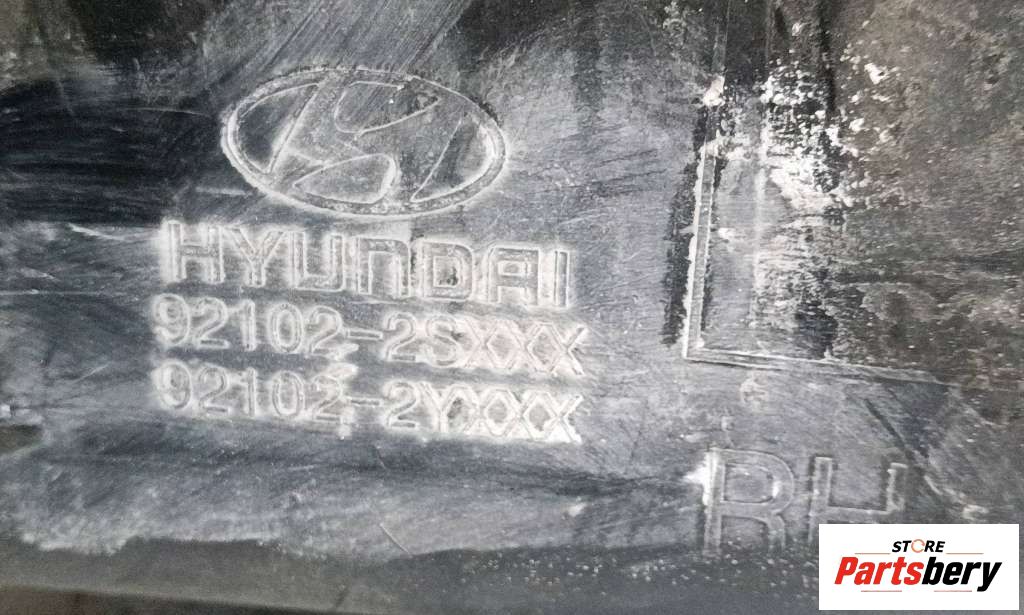 HYUNDAI
92102-2SXXX
92102-2YXXX
RH
STORE
Partsbery